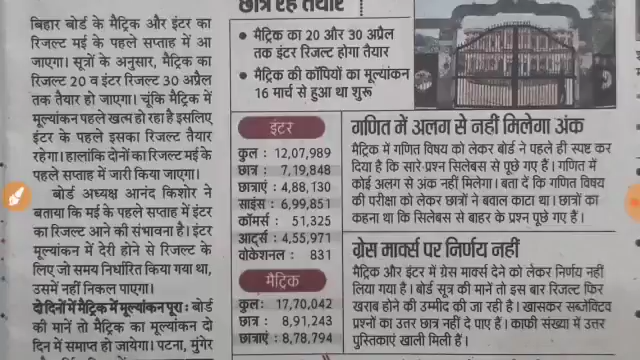 छात्र रहें तैयार
बिहार बोर्ड के मैट्रिक और इंटर का
रिजल्ट मई के पहले सप्ताह में आ
जाएगा। सूत्रों के अनुसार, मैट्रिक का
रिजल्ट 20 व इंटर रिजल्ट 30 अप्रैल
तक तैयार हो जाएगा। चूंकि मैट्रिक में
मूल्यांकन पहले खत्म हो रहा है इसलिए
इंटर के पहले इसका रिजल्ट तैयार
रहेगा। हालांकि दोनों का रिजल्ट मई के
पहले सप्ताह में जारी किया जाएगा।
बोर्ड अध्यक्ष आनंद किशोर ने
बताया कि मई के पहले सप्ताह में इंटर
का रिजल्ट आने की संभावना है। इंटर
मूल्यांकन में देरी होने से रिजल्ट के
लिए जो समय निर्धारित किया गया था,
उसमें नहीं निकल पाएगा।
दो दिनों में मैट्रिक में मूल्यांकन पूरा : बोर्ड
की मानें तो मैट्रिक का मूल्यांकन दो
दिन में समाप्त हो जायेगा। पटना, मुंगेर
• मैट्रिक का 20 और 30 अप्रैल
तक इंटर रिजल्ट होगा तैयार
• मैट्रिक की कॉपियों का मूल्यांकन
16 मार्च से हुआ था शुरू
इंटर
कुल : 12,07,989
छात्र : 7,19,848
छात्राएं : 4,88,130
साइंस : 6,99,851
कॉमर्स : 51,325
आर्ट्स : 4,55,971
वोकेशनल : 831
मैट्रिक
कुल: 17,70,042
छात्र : 8,91,243
छात्राएं : 8,78,794
गणित में अलग से नहीं मिलेगा अंक
मैट्रिक में गणित विषय को लेकर बोर्ड ने पहले ही स्पष्ट कर
दिया है कि सारे प्रश्न सिलेबस से पूछे गए हैं। गणित में
कोई अलग से अंक नहीं मिलेगा। बता दें कि गणित विषय
की परीक्षा को लेकर छात्रों ने बवाल काटा था। छात्रों का
कहना था कि सिलेबस से बाहर के प्रश्न पूछे गए हैं।
ग्रेस मार्क्स पर निर्णय नहीं
मैट्रिक और इंटर में ग्रेस मार्क्स देने को लेकर निर्णय नहीं
लिया गया है। बोर्ड सूत्र की मानें तो इस बार रिजल्ट फिर
खराब होने की उम्मीद की जा रही है। खासकर सब्जेक्टिव
प्रश्नों का उत्तर छात्र नहीं दे पाए हैं। काफी संख्या में उत्तर
पुस्तिकाएं खाली मिली हैं।